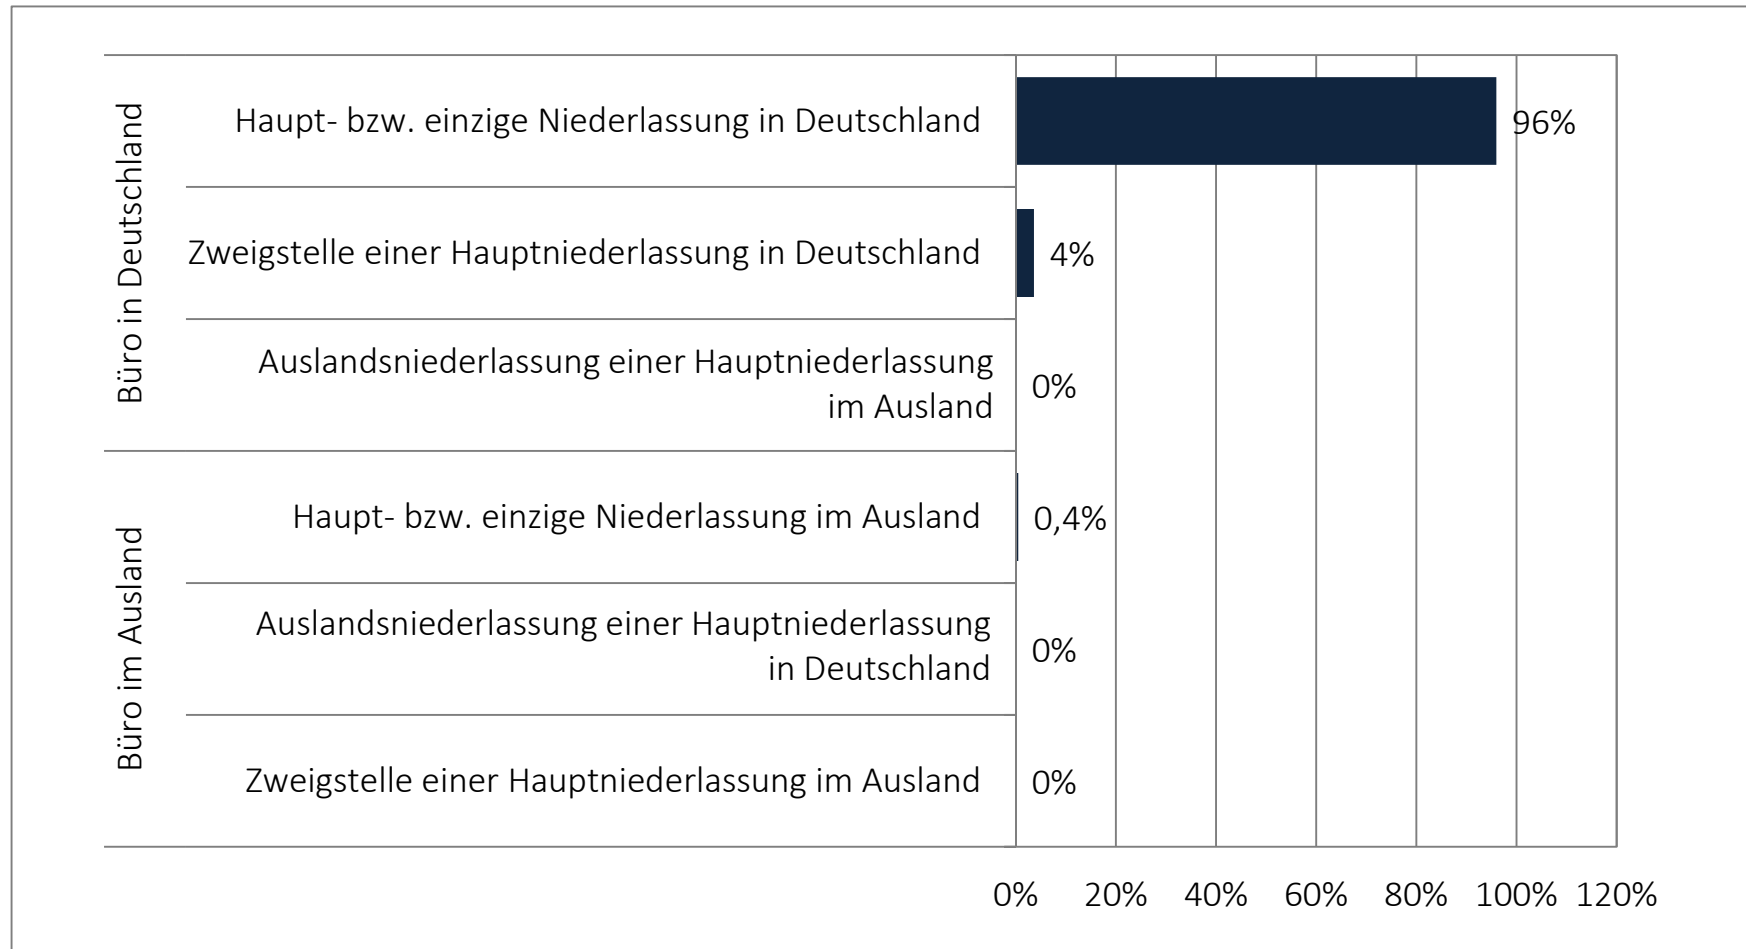 Büro in Deutschland
Haupt- bzw. einzige Niederlassung in Deutschland
96%
Zweigstelle einer Hauptniederlassung in Deutschland
4%
Auslandsniederlassung einer Hauptniederlassung
im Ausland
0%
Büro im Ausland
Haupt- bzw. einzige Niederlassung im Ausland
0,4%
Auslandsniederlassung einer Hauptniederlassung
in Deutschland
0%
Zweigstelle einer Hauptniederlassung im Ausland
0%
0% 20% 40% 60% 80% 100% 120%